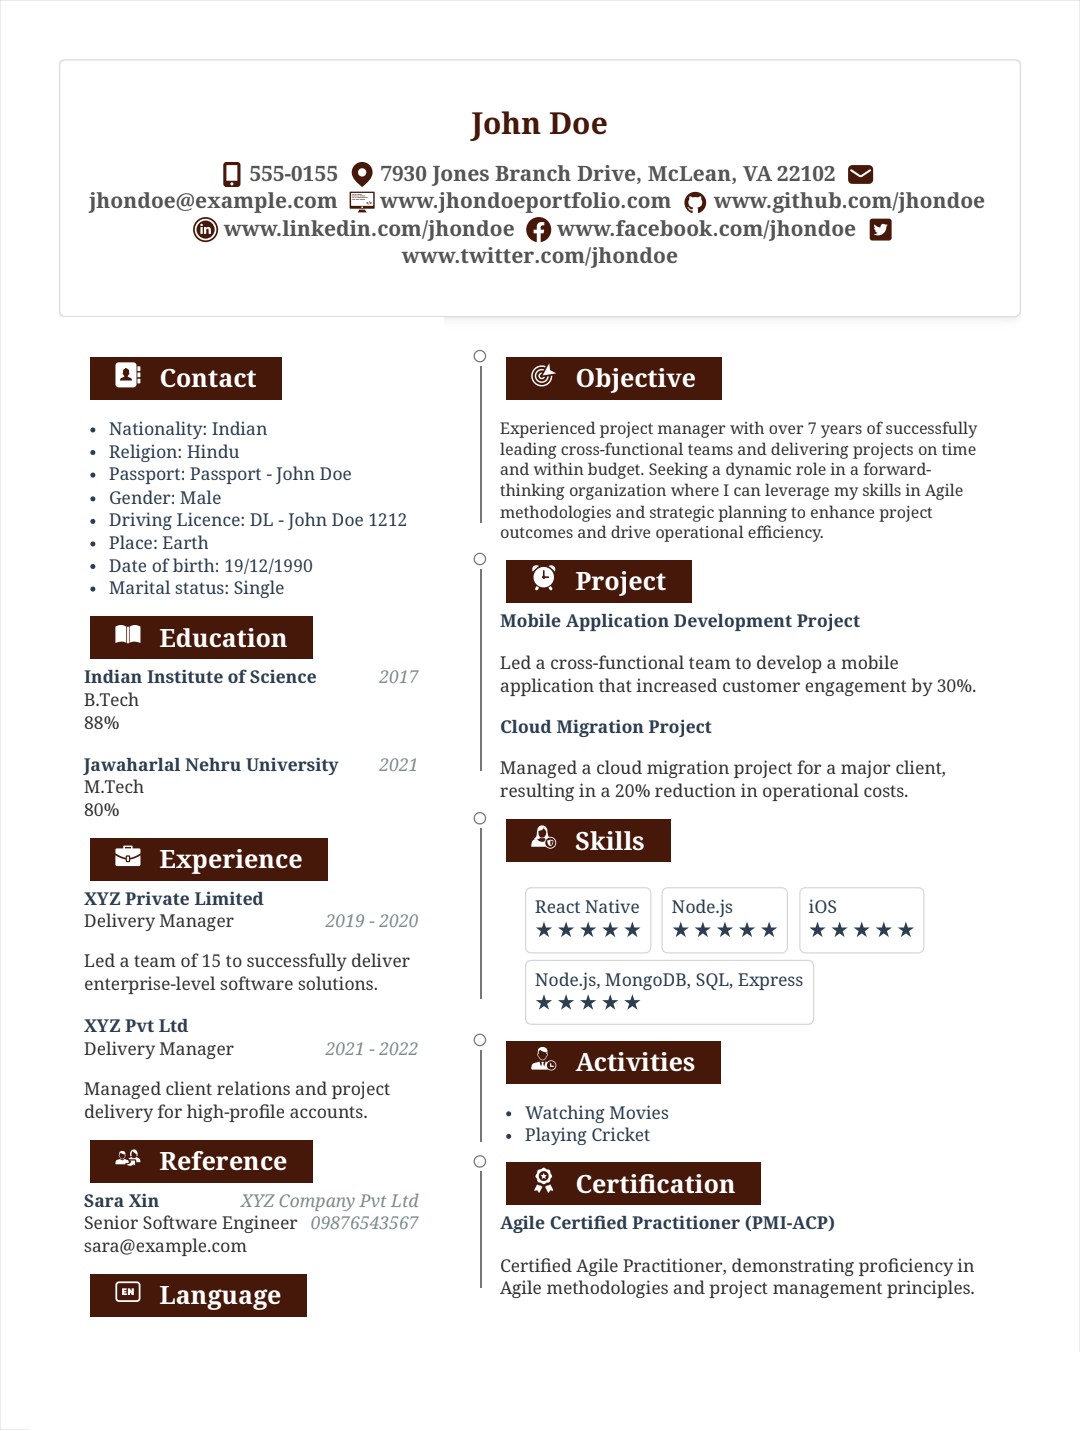 John Doe
555-0155 7930 Jones Branch Drive, McLean, VA 22102
jhondoe@example.com www.jhondoeportfolio.com www.github.com/jhondoe
www.linkedin.com/jhondoe www.facebook.com/jhondoe
www.twitter.com/jhondoe
Contact
• Nationality: Indian
• Religion: Hindu
• Passport: Passport - John Doe
• Gender: Male
• Driving Licence: DL - John Doe 1212
• Place: Earth
• Date of birth: 19/12/1990
• Marital status: Single
Education
Indian Institute of Science 2017
B.Tech
88%
Jawaharlal Nehru University 2021
M.Tech
80%
Experience
XYZ Private Limited
Delivery Manager 2019 - 2020
Led a team of 15 to successfully deliver
enterprise-level software solutions.
XYZ Pvt Ltd
Delivery Manager 2021 - 2022
Managed client relations and project
delivery for high-profile accounts.
Reference
Sara Xin XYZ Company Pvt Ltd
Senior Software Engineer 09876543567
sara@example.com
EN Language
Objective
Experienced project manager with over 7 years of successfully
leading cross-functional teams and delivering projects on time
and within budget. Seeking a dynamic role in a forward-
thinking organization where I can leverage my skills in Agile
methodologies and strategic planning to enhance project
outcomes and drive operational efficiency.
Project
Mobile Application Development Project
Led a cross-functional team to develop a mobile
application that increased customer engagement by 30%.
Cloud Migration Project
Managed a cloud migration project for a major client,
resulting in a 20% reduction in operational costs.
Skills
React Native Node.js iOS
★★★★★ ★★★★★ ★★★★★
Node.js, MongoDB, SQL, Express
★★★★★
Activities
• Watching Movies
• Playing Cricket
Certification
Agile Certified Practitioner (PMI-ACP)
Certified Agile Practitioner, demonstrating proficiency in
Agile methodologies and project management principles.